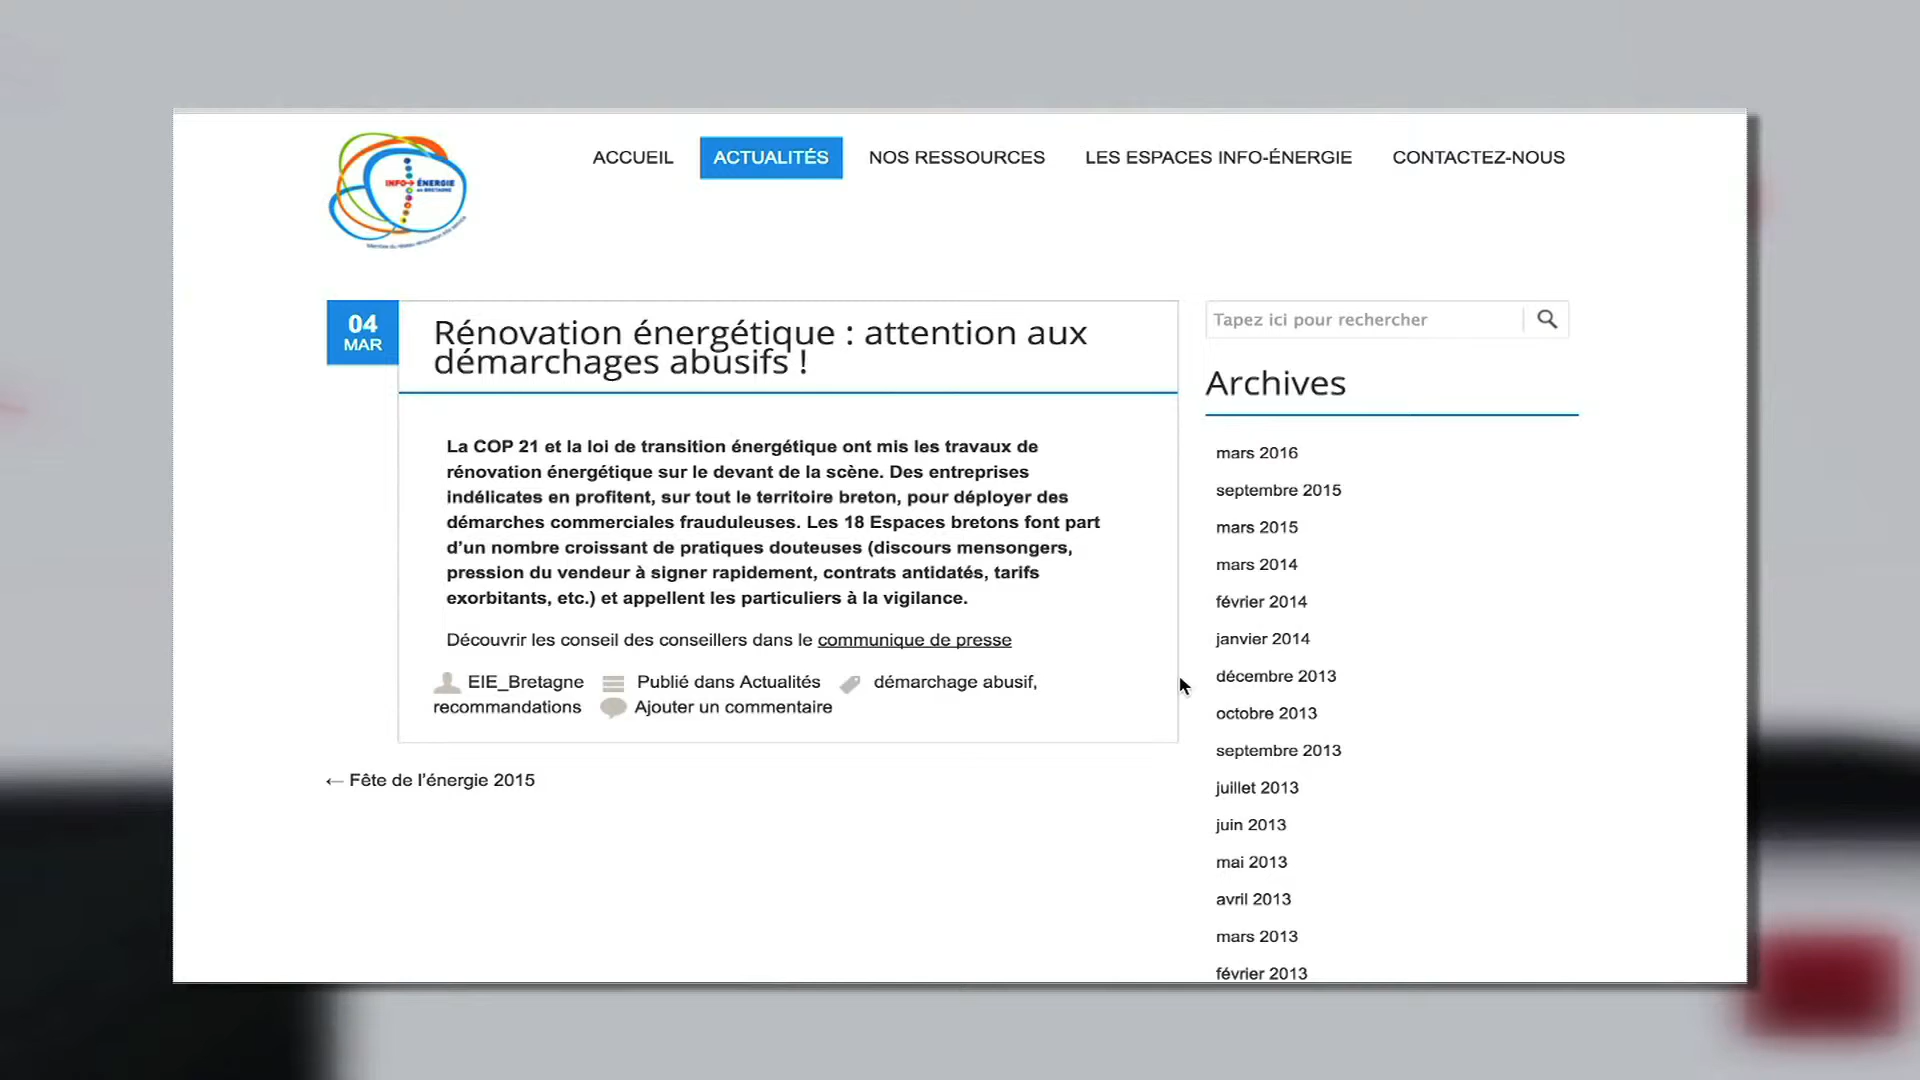 INFO→ÉNERGIE
en BRETAGNE
ACCUEIL
ACTUALITÉS
NOS RESSOURCES
LES ESPACES INFO-ÉNERGIE
CONTACTEZ-NOUS
04
MAR
Rénovation énergétique : attention aux
démarchages abusifs !
La COP 21 et la loi de transition énergétique ont mis les travaux de
rénovation énergétique sur le devant de la scène. Des entreprises
indélicates en profitent, sur tout le territoire breton, pour déployer des
démarches commerciales frauduleuses. Les 18 Espaces bretons font part
d’un nombre croissant de pratiques douteuses (discours mensongers,
pression du vendeur à signer rapidement, contrats antidatés, tarifs
exorbitants, etc.) et appellent les particuliers à la vigilance.
Découvrir les conseil des conseillers dans le communique de presse
EIE_Bretagne Publié dans Actualités démarchage abusif,
recommandations Ajouter un commentaire
← Fête de l’énergie 2015
Tapez ici pour rechercher
Archives
mars 2016
septembre 2015
mars 2015
mars 2014
février 2014
janvier 2014
décembre 2013
octobre 2013
septembre 2013
juillet 2013
juin 2013
mai 2013
avril 2013
mars 2013
février 2013